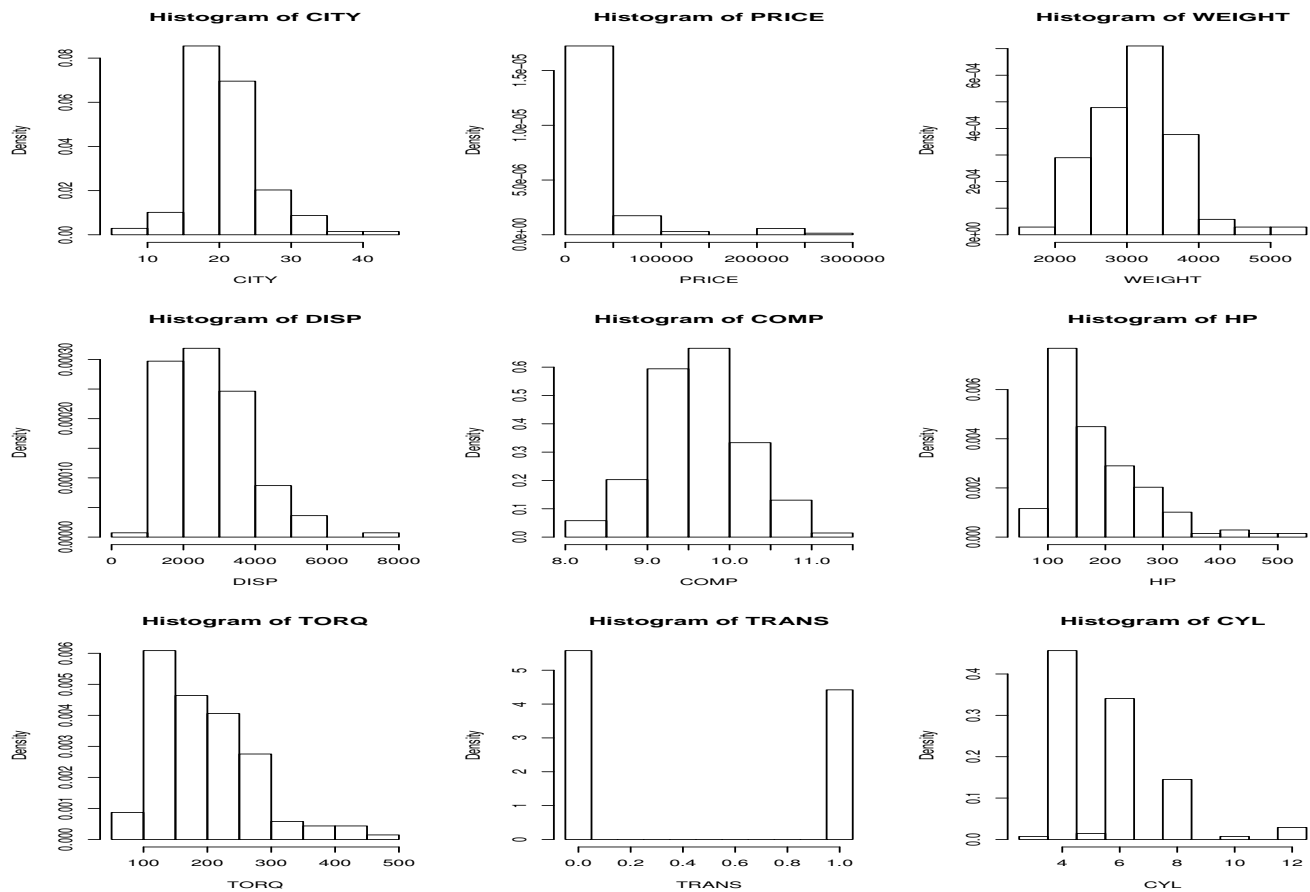 Histogram of CITY
Density
0.00 0.02 0.04 0.06 0.08
10 20 30 40
CITY
Histogram of PRICE
Density
0.0e+00 5.0e−06 1.0e−05 1.5e−05
0 100000 200000 300000
PRICE
Histogram of WEIGHT
Density
0e+00 2e−04 4e−04 6e−04
2000 3000 4000 5000
WEIGHT
Histogram of DISP
Density
0.00000 0.00010 0.00020 0.00030
0 2000 4000 6000 8000
DISP
Histogram of COMP
Density
0.0 0.1 0.2 0.3 0.4 0.5 0.6
8.0 9.0 10.0 11.0
COMP
Histogram of HP
Density
0.000 0.002 0.004 0.006
100 200 300 400 500
HP
Histogram of TORQ
Density
0.000 0.001 0.002 0.003 0.004 0.005 0.006
100 200 300 400 500
TORQ
Histogram of TRANS
Density
0 1 2 3 4 5
0.0 0.2 0.4 0.6 0.8 1.0
TRANS
Histogram of CYL
Density
0.0 0.1 0.2 0.3 0.4
4 6 8 10 12
CYL